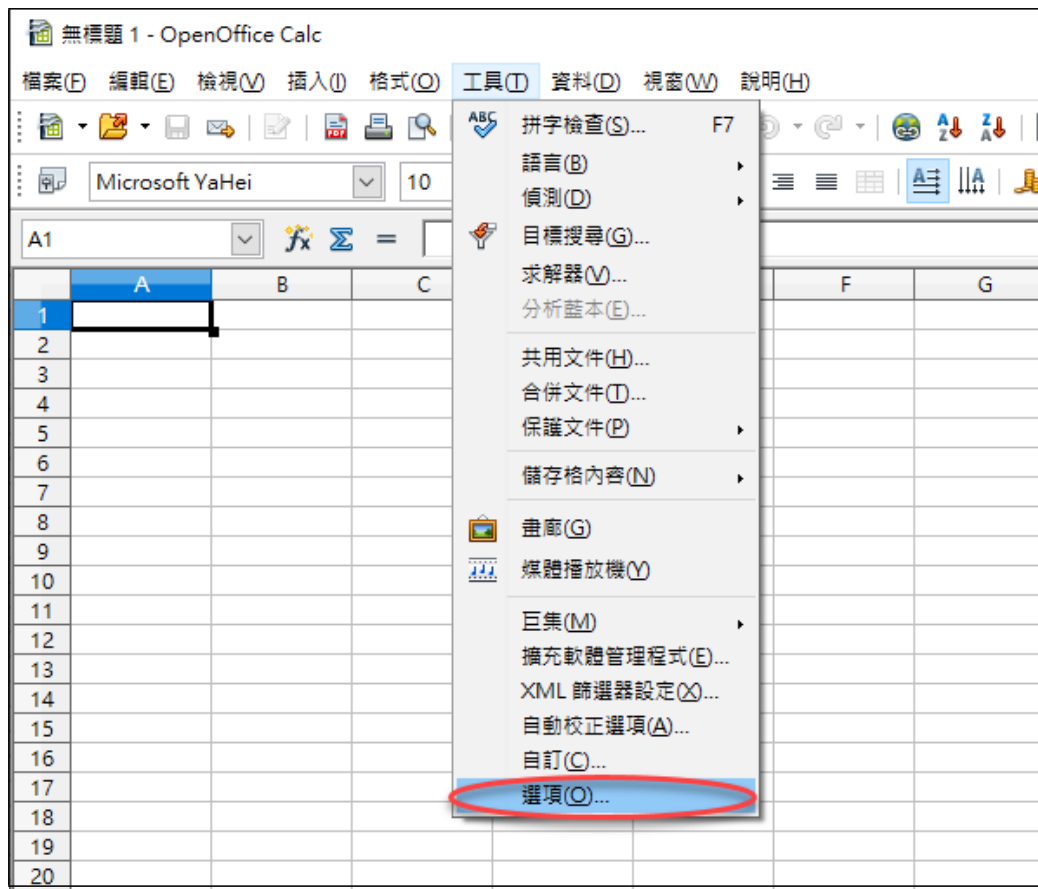 無標題 1 - OpenOffice Calc
檔案(F) 編輯(E) 檢視(V) 插入(I) 格式(O) 工具(T) 資料(D) 視窗(W) 說明(H)
ABC 拼字檢查(S)... F7
語言(B)
Microsoft YaHei 10
偵測(D)
A1
目標搜尋(G)...
求解器(V)...
A B C F G
分析藍本(E)...
1
2
共用文件(H)...
3
合併文件(T)...
4
保護文件(P)
5
6
儲存格內容(N)
7
8
畫廊(G)
9
媒體播放機(Y)
10
11
巨集(M)
12
擴充軟體管理程式(E)...
13
XML 篩選器設定(X)...
14
自動校正選項(A)...
15
自訂(C)...
16
17
選項(O)...
18
19
20